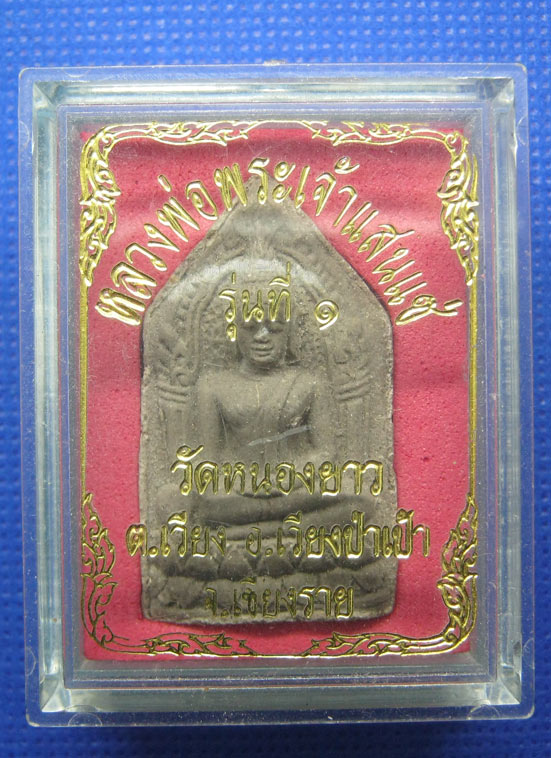 หลวงพ่อพระเจ้าแสนแซ่
รุ่นที่ ๑
วัดหนองยาว
ต.เวียง อ.เวียงป่าเป้า
จ.เชียงราย